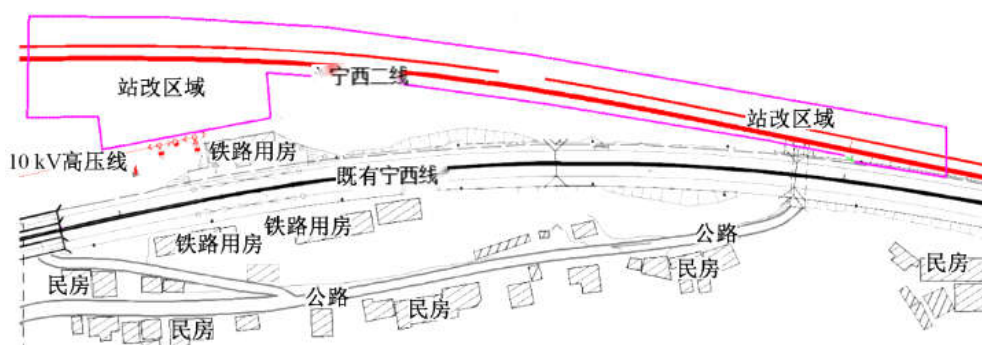 宁西二线
站改区域
站改区域
10 kV高压线
铁路用房
既有宁西线
铁路用房
铁路用房
公路
民房
民房
民房
公路
民房
民房